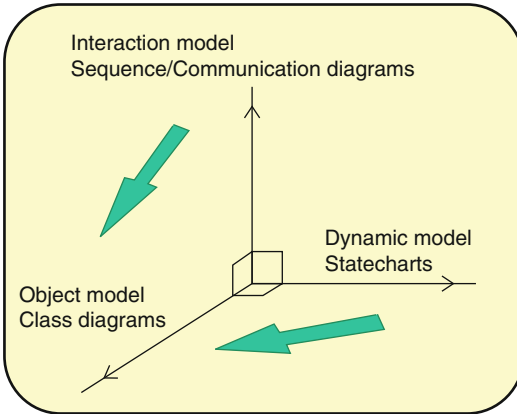 Interaction model
Sequence/Communication diagrams
Dynamic model
Statecharts
Object model
Class diagrams